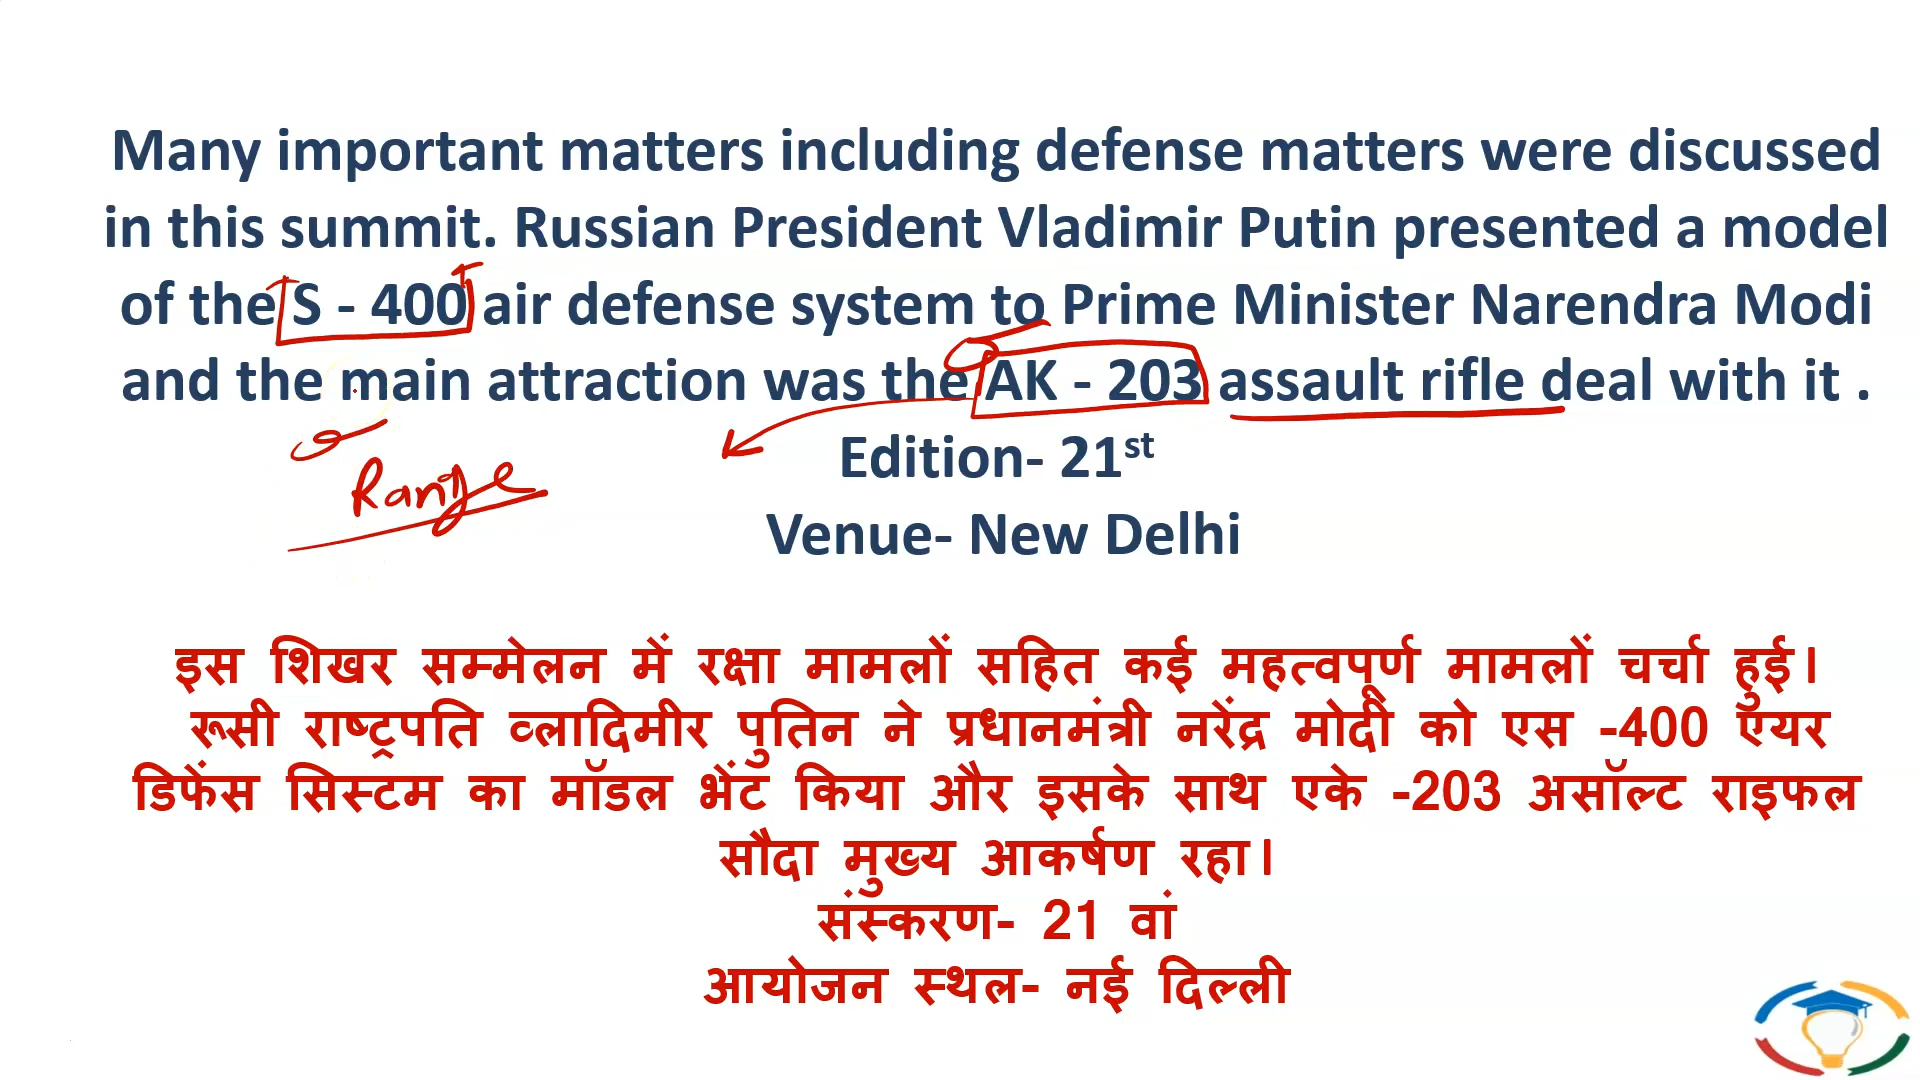 Many important matters including defense matters were discussed
in this summit. Russian President Vladimir Putin presented a model
of the S - 400 air defense system to Prime Minister Narendra Modi
and the main attraction was the AK - 203 assault rifle deal with it .
Edition- 21st
Range
Venue- New Delhi
इस शिखर सम्मेलन में रक्षा मामलों सहित कई महत्वपूर्ण मामलों चर्चा हुई।
रूसी राष्ट्रपति व्लादिमीर पुतिन ने प्रधानमंत्री नरेंद्र मोदी को एस -400 एयर
डिफेंस सिस्टम का मॉडल भेंट किया और इसके साथ एके -203 असॉल्ट राइफल
सौदा मुख्य आकर्षण रहा।
संस्करण- 21 वां
आयोजन स्थल- नई दिल्ली